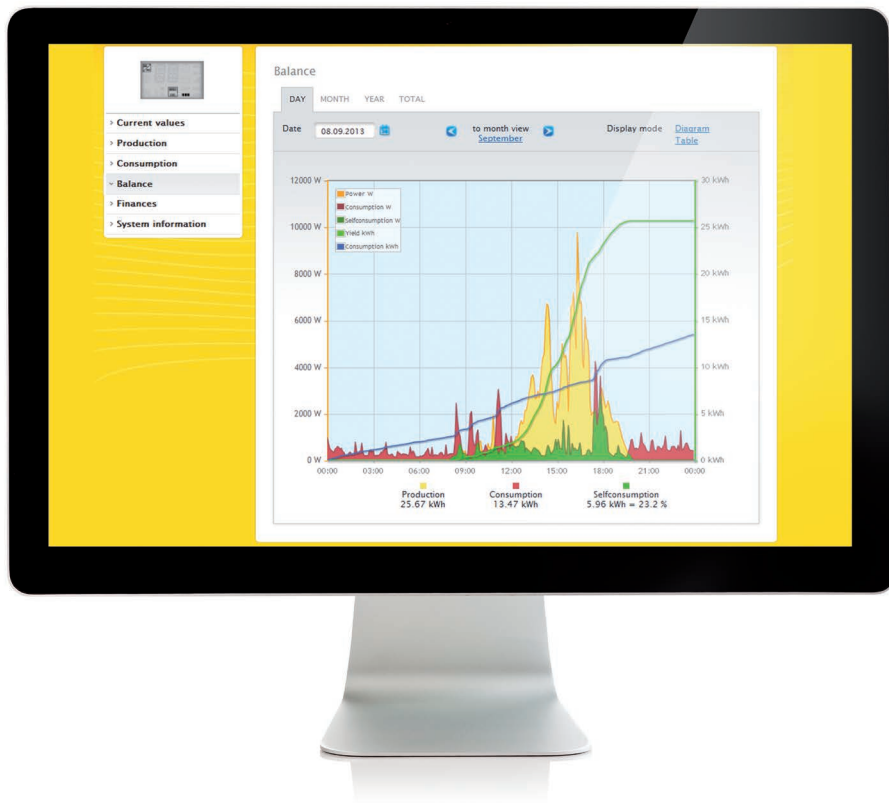 Balance
DAY MONTH YEAR TOTAL
> Current values
> Production
> Consumption
Balance
> Finances
> System information
Date 08.09.2013
to month view
September
Display mode
Diagram
Table
12000 W
10000 W
8000 W
6000 W
4000 W
2000 W
0 W
Power W
Consumption W
Selfconsumption W
Yield kWh
Consumption kWh
30 kWh
25 kWh
20 kWh
15 kWh
10 kWh
5 kWh
0 kWh
00:00 03:00 06:00 09:00 12:00 15:00 18:00 21:00 00:00
Production
25.67 kWh
Consumption
13.47 kWh
Selfconsumption
5.96 kWh = 23.2 %